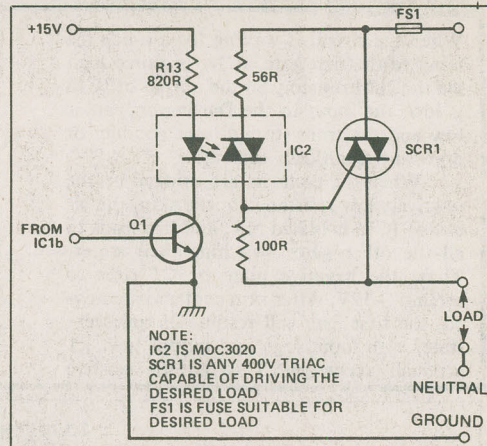 FS1
+15V
R13
820R
56R
IC2
SCR1
Q1
FROM
IC1b
100R
LOAD
NOTE:
IC2 IS MOC3020
SCR1 IS ANY 400V TRIAC
CAPABLE OF DRIVING THE
DESIRED LOAD
FS1 IS FUSE SUITABLE FOR
DESIRED LOAD
NEUTRAL
GROUND